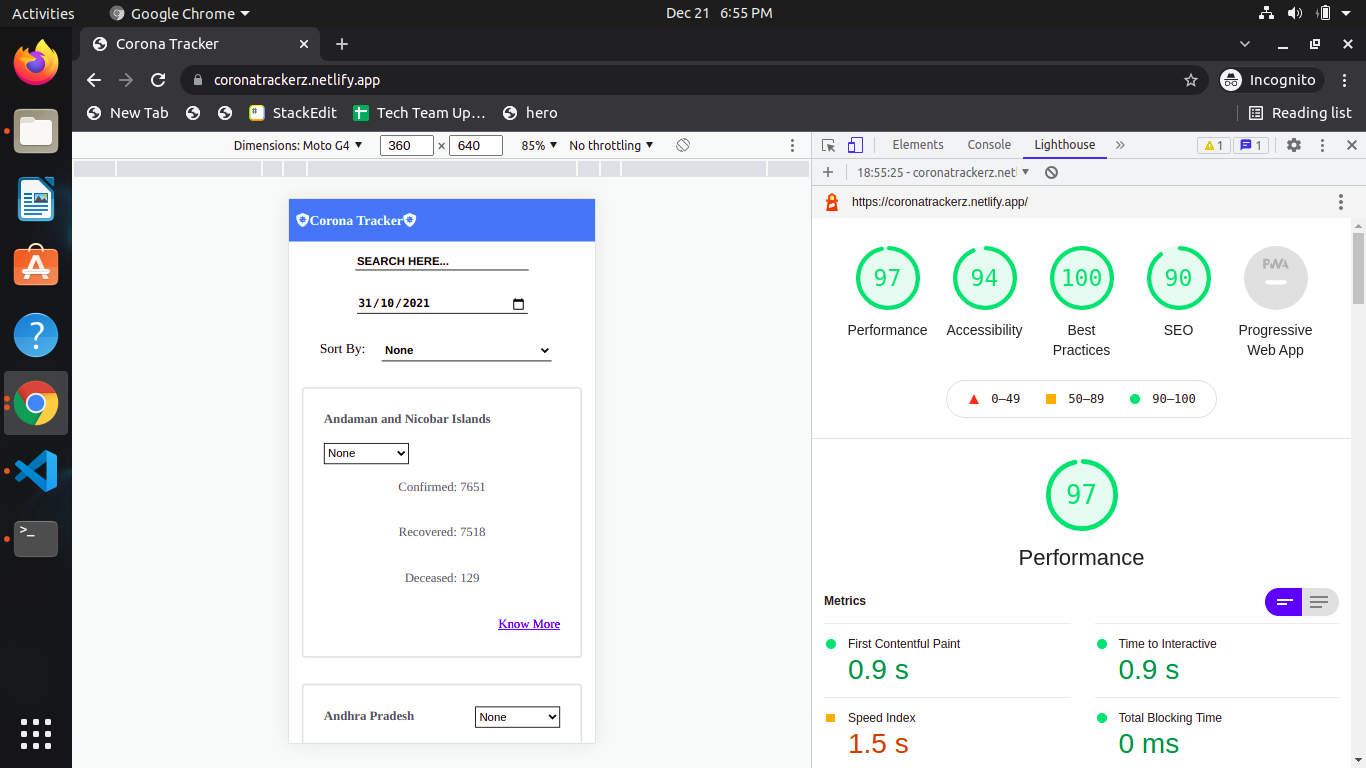 Activities Google Chrome Dec 21 6:55 PM
Corona Tracker
coronatrackerz.netlify.app Incognito
New Tab StackEdit Tech Team Up… hero Reading list
Dimensions: Moto G4 360 × 640 85% No throttling
Elements Console Lighthouse 1 1
18:55:25 - coronatrackerz.netl
https://coronatrackerz.netlify.app/
Corona Tracker
SEARCH HERE...
31/10/2021
Sort By: None
Andaman and Nicobar Islands
None
Confirmed: 7651
Recovered: 7518
Deceased: 129
Know More
Andhra Pradesh None
97 94 100 90 PWA
Performance Accessibility Best Practices SEO Progressive Web App
0–49 50–89 90–100
97
Performance
Metrics
First Contentful Paint Time to Interactive
0.9 s 0.9 s
Speed Index Total Blocking Time
1.5 s 0 ms